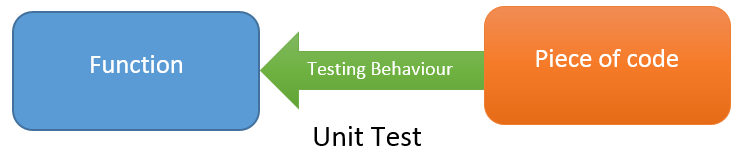 Function
Testing Behaviour
Piece of code
Unit Test